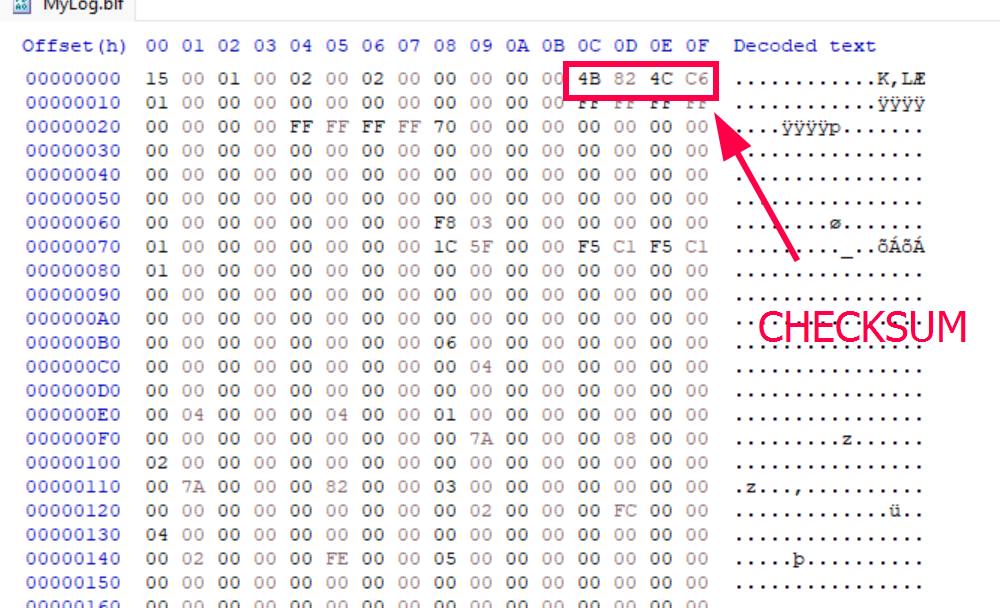 MyLog.blf
Offset(h) 00 01 02 03 04 05 06 07 08 09 0A 0B 0C 0D 0E 0F Decoded text
00000000 15 00 01 00 02 00 02 00 00 00 00 00 4B 82 4C C6 ............K‚LÆ
00000010 01 00 00 00 00 00 00 00 00 00 00 00 FF FF FF FF ............ÿÿÿÿ
00000020 00 00 00 00 FF FF FF FF 70 00 00 00 00 00 00 00 ....ÿÿÿÿp.......
00000030 00 00 00 00 00 00 00 00 00 00 00 00 00 00 00 00 ................
00000040 00 00 00 00 00 00 00 00 00 00 00 00 00 00 00 00 ................
00000050 00 00 00 00 00 00 00 00 00 00 00 00 00 00 00 00 ................
00000060 00 00 00 00 00 00 00 00 F8 03 00 00 00 00 00 00 ........ø.......
00000070 01 00 00 00 00 00 00 00 1C 5F 00 00 F5 C1 F5 C1 ........._..õÁõÁ
00000080 01 00 00 00 00 00 00 00 00 00 00 00 00 00 00 00 ................
00000090 00 00 00 00 00 00 00 00 00 00 00 00 00 00 00 00 ................
000000A0 00 00 00 00 00 00 00 00 00 00 00 00 00 00 00 00 ................
CHECKSUM
000000B0 00 00 00 00 00 00 00 00 06 00 00 00 00 00 00 00 ................
000000C0 00 00 00 00 00 00 00 00 00 04 00 00 00 00 00 00 ................
000000D0 00 00 00 00 00 00 00 00 00 00 00 00 00 00 00 00 ................
000000E0 00 04 00 00 00 04 00 00 01 00 00 00 00 00 00 00 ................
000000F0 00 00 00 00 00 00 00 00 00 7A 00 00 00 08 00 00 .........z......
00000100 02 00 00 00 00 00 00 00 00 00 00 00 00 00 00 00 ................
00000110 00 7A 00 00 00 82 00 00 03 00 00 00 00 00 00 00 .z...‚..........
00000120 00 00 00 00 00 00 00 00 00 02 00 00 00 FC 00 00 .............ü..
00000130 04 00 00 00 00 00 00 00 00 00 00 00 00 00 00 00 ................
00000140 00 02 00 00 00 FE 00 00 05 00 00 00 00 00 00 00 .....þ..........
00000150 00 00 00 00 00 00 00 00 00 00 00 00 00 00 00 00 ................
00000160